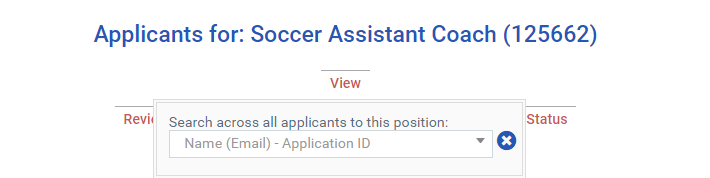 Applicants for: Soccer Assistant Coach (125662)
View
Status
Search across all applicants to this position:
Name (Email) - Application ID